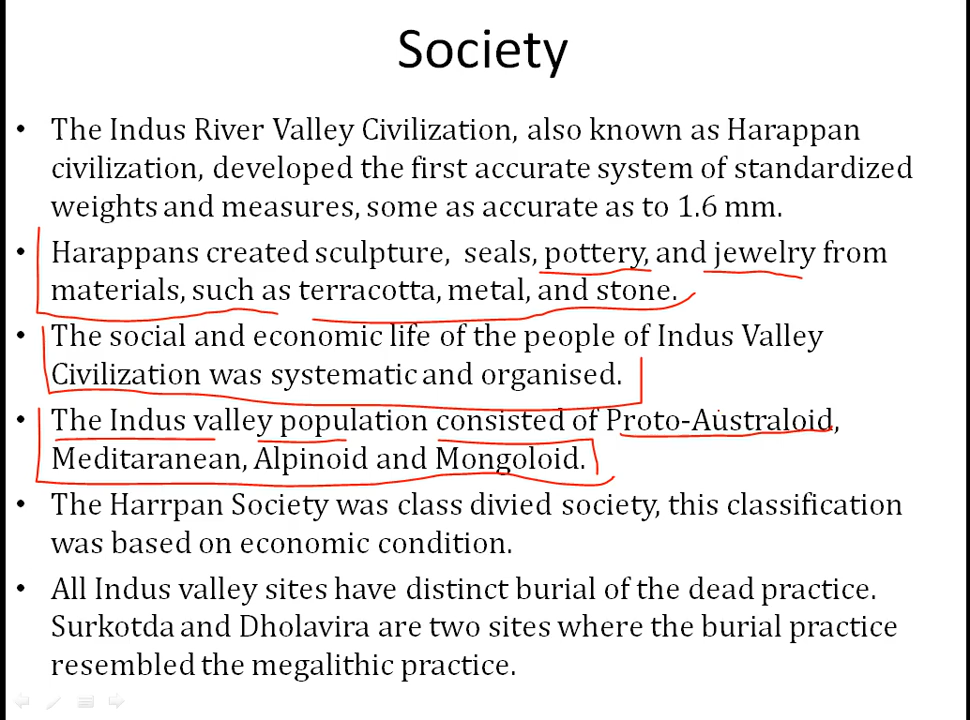 Society
• The Indus River Valley Civilization, also known as Harappan
civilization, developed the first accurate system of standardized
weights and measures, some as accurate as to 1.6 mm.
• Harappans created sculpture, seals, pottery, and jewelry from
materials, such as terracotta, metal, and stone.
• The social and economic life of the people of Indus Valley
Civilization was systematic and organised.
• The Indus valley population consisted of Proto-Australoid,
Meditaranean, Alpinoid and Mongoloid.
• The Harrpan Society was class divied society, this classification
was based on economic condition.
• All Indus valley sites have distinct burial of the dead practice.
Surkotda and Dholavira are two sites where the burial practice
resembled the megalithic practice.